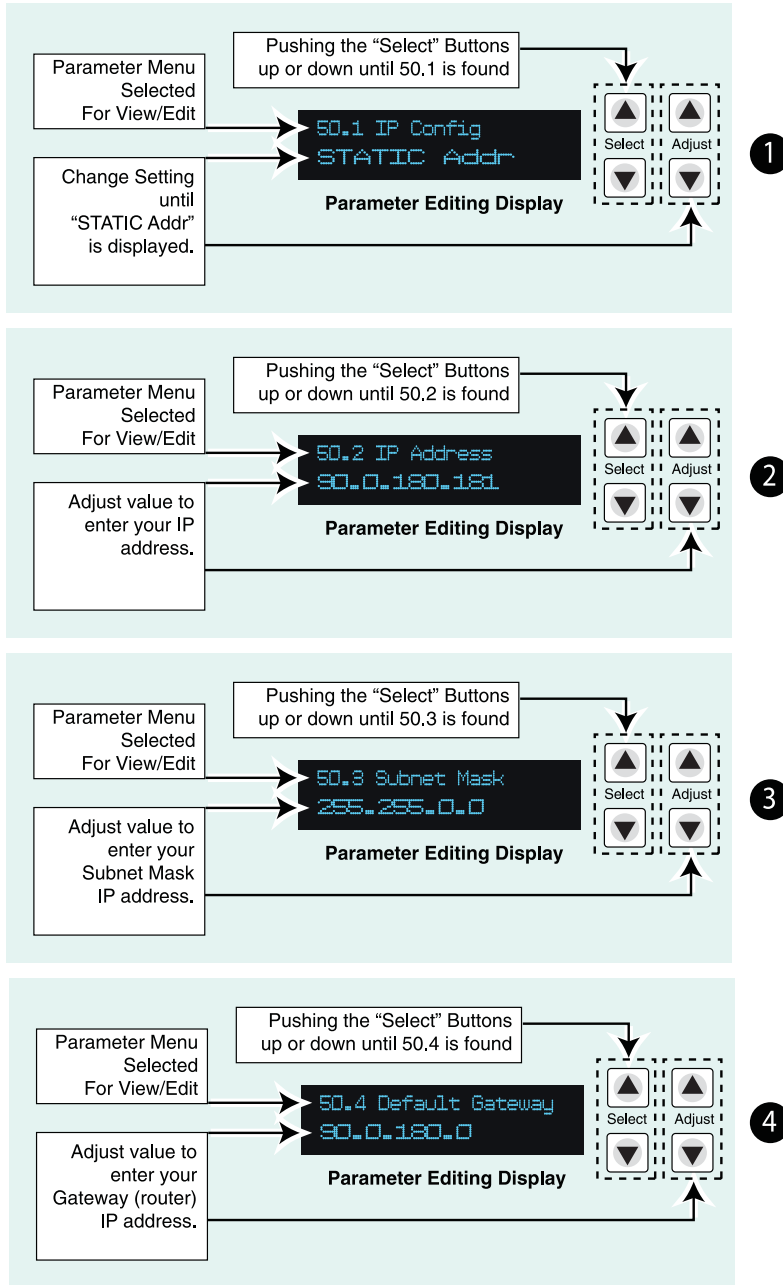 Pushing the “Select” Buttons
up or down until 50.1 is found
Parameter Menu
Selected
For View/Edit
50.1 IP Config
STATIC Addr
Change Setting
until
“STATIC Addr”
is displayed.
Parameter Editing Display
Select
Adjust
1
Pushing the “Select” Buttons
up or down until 50.2 is found
Parameter Menu
Selected
For View/Edit
50.2 IP Address
90.0.180.181
Adjust value to
enter your IP
address.
Parameter Editing Display
Select
Adjust
2
Pushing the “Select” Buttons
up or down until 50.3 is found
Parameter Menu
Selected
For View/Edit
50.3 Subnet Mask
255.255.0.0
Adjust value to
enter your
Subnet Mask
IP address.
Parameter Editing Display
Select
Adjust
3
Pushing the “Select” Buttons
up or down until 50.4 is found
Parameter Menu
Selected
For View/Edit
50.4 Default Gateway
90.0.180.0
Adjust value to
enter your
Gateway (router)
IP address.
Parameter Editing Display
Select
Adjust
4